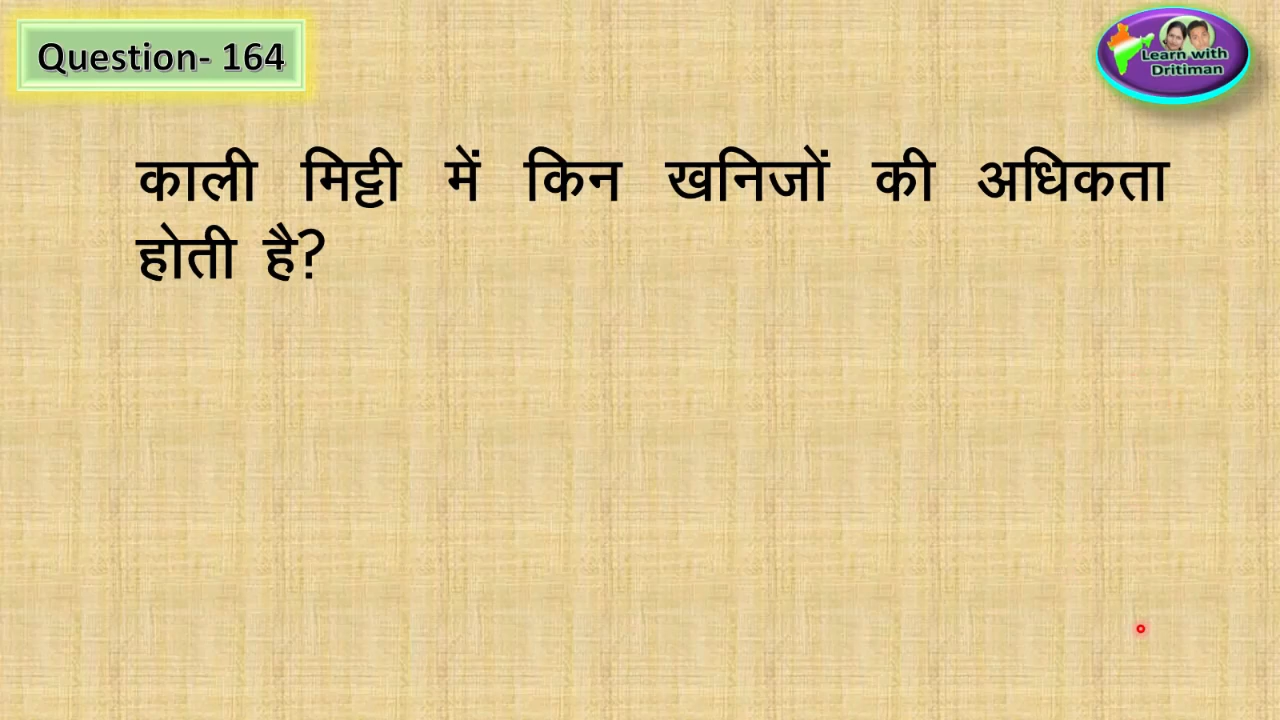 Question- 164
Learn with
Dritiman
काली मिट्टी में किन खनिजों की अधिकता
होती है?